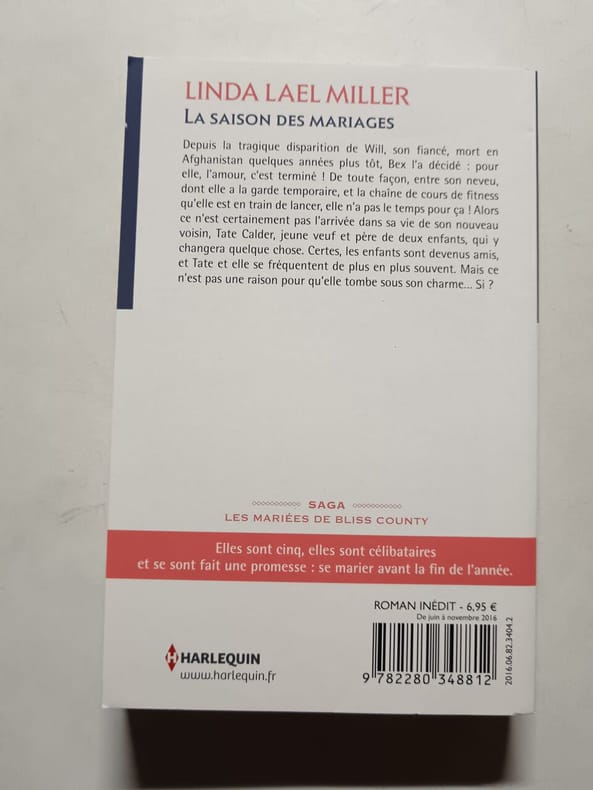 LINDA LAEL MILLER
LA SAISON DES MARIAGES
Depuis la tragique disparition de Will, son fiancé, mort en
Afghanistan quelques années plus tôt, Bex l'a décidé : pour
elle, l'amour, c'est terminé ! De toute façon, entre son neveu,
dont elle a la garde temporaire, et la chaîne de cours de fitness
qu'elle est en train de lancer, elle n'a pas le temps pour ça ! Alors
ce n'est certainement pas l'arrivée dans sa vie de son nouveau
voisin, Tate Calder, jeune veuf et père de deux enfants, qui y
changera quelque chose. Certes, les enfants sont devenus amis,
et Tate et elle se fréquentent de plus en plus souvent. Mais ce
n'est pas une raison pour qu'elle tombe sous son charme... Si ?
SAGA
LES MARIÉES DE BLISS COUNTY
Elles sont cinq, elles sont célibataires
et se sont fait une promesse : se marier avant la fin de l'année.
ROMAN INÉDIT - 6,95 €
De juin à novembre 2016
H HARLEQUIN
www.harlequin.fr
9 782280 348812
2016.06.82.3404.2